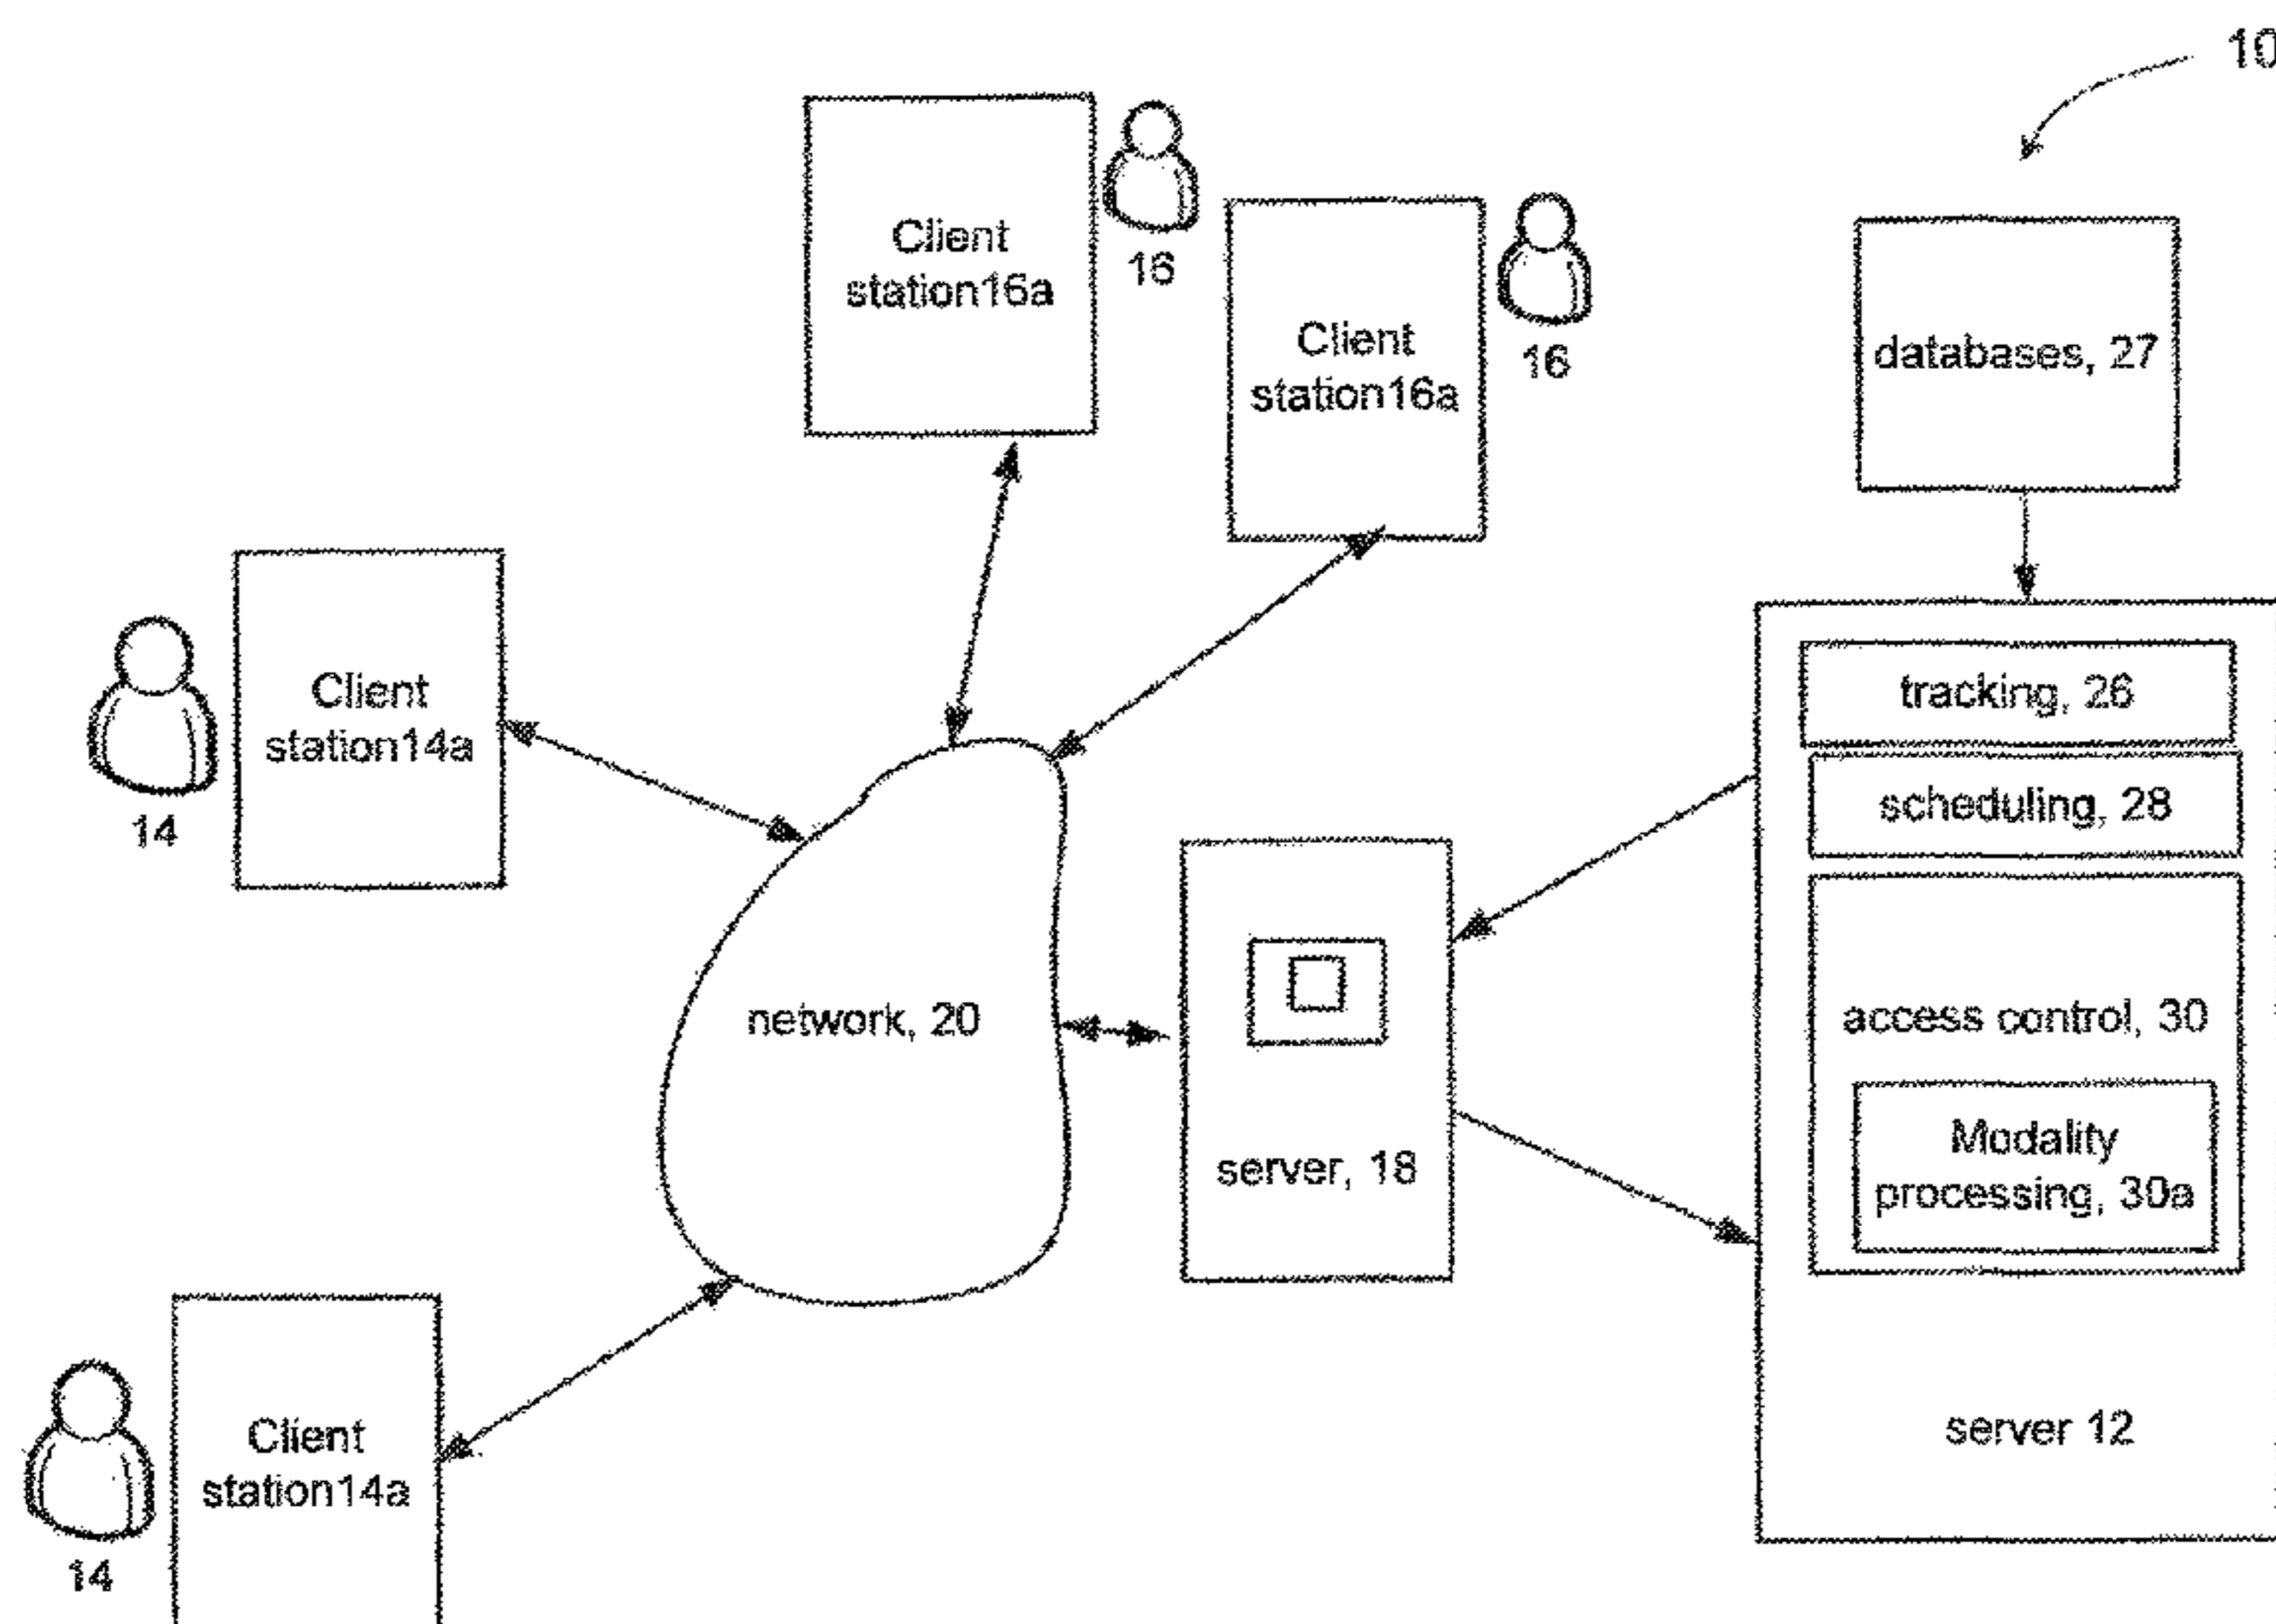 10
Client
station16a
16
Client
station16a
16
databases, 27
Client
station14a
14
tracking, 26
scheduling, 28
access control, 30
Modality
processing, 30a
server 12
network, 20
server, 18
Client
station14a
14